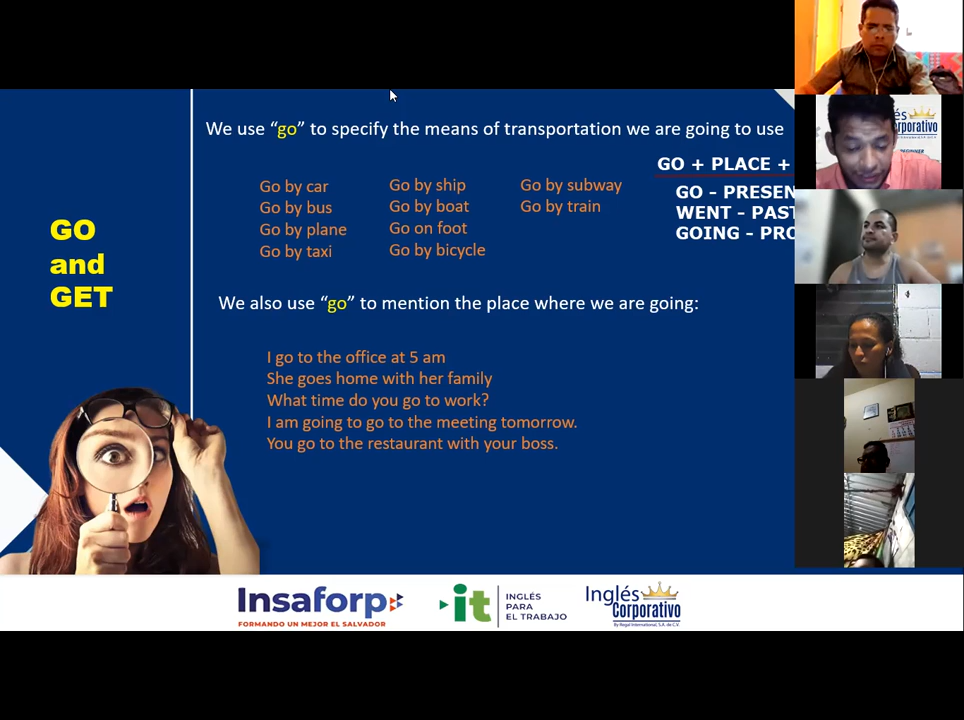 We use “go” to specify the means of transportation we are going to use
GO + PLACE +
GO - PRESEN
WENT - PAST
GOING - PRO
Go by car
Go by bus
Go by plane
Go by taxi
Go by ship
Go by boat
Go on foot
Go by bicycle
Go by subway
Go by train
GO
and
GET
We also use “go” to mention the place where we are going:
I go to the office at 5 am
She goes home with her family
What time do you go to work?
I am going to go to the meeting tomorrow.
You go to the restaurant with your boss.
Insaforp
FORMANDO UN MEJOR EL SALVADOR
it
INGLÉS
PARA
EL TRABAJO
Inglés
Corporativo
By Regal International, S.A. de C.V.
és
orporativo